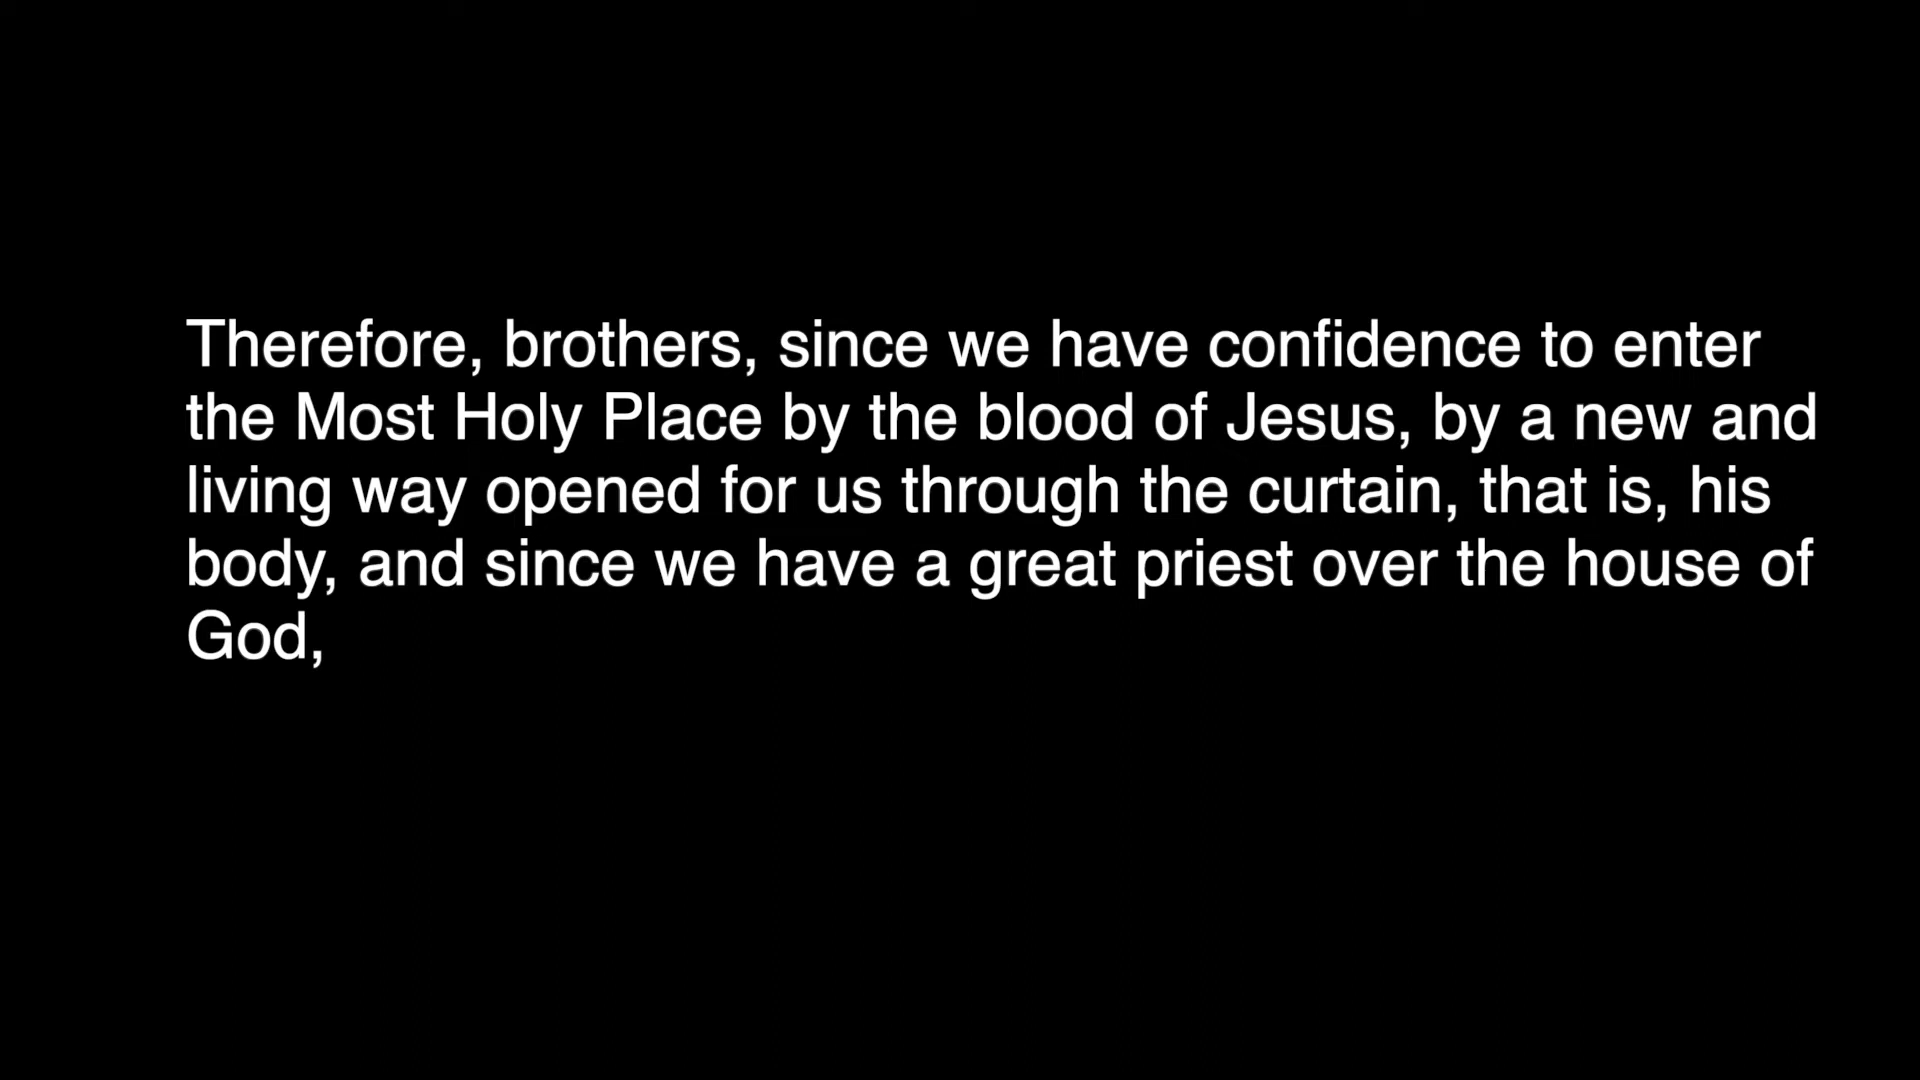 Therefore, brothers, since we have confidence to enter
the Most Holy Place by the blood of Jesus, by a new and
living way opened for us through the curtain, that is, his
body, and since we have a great priest over the house of
God,